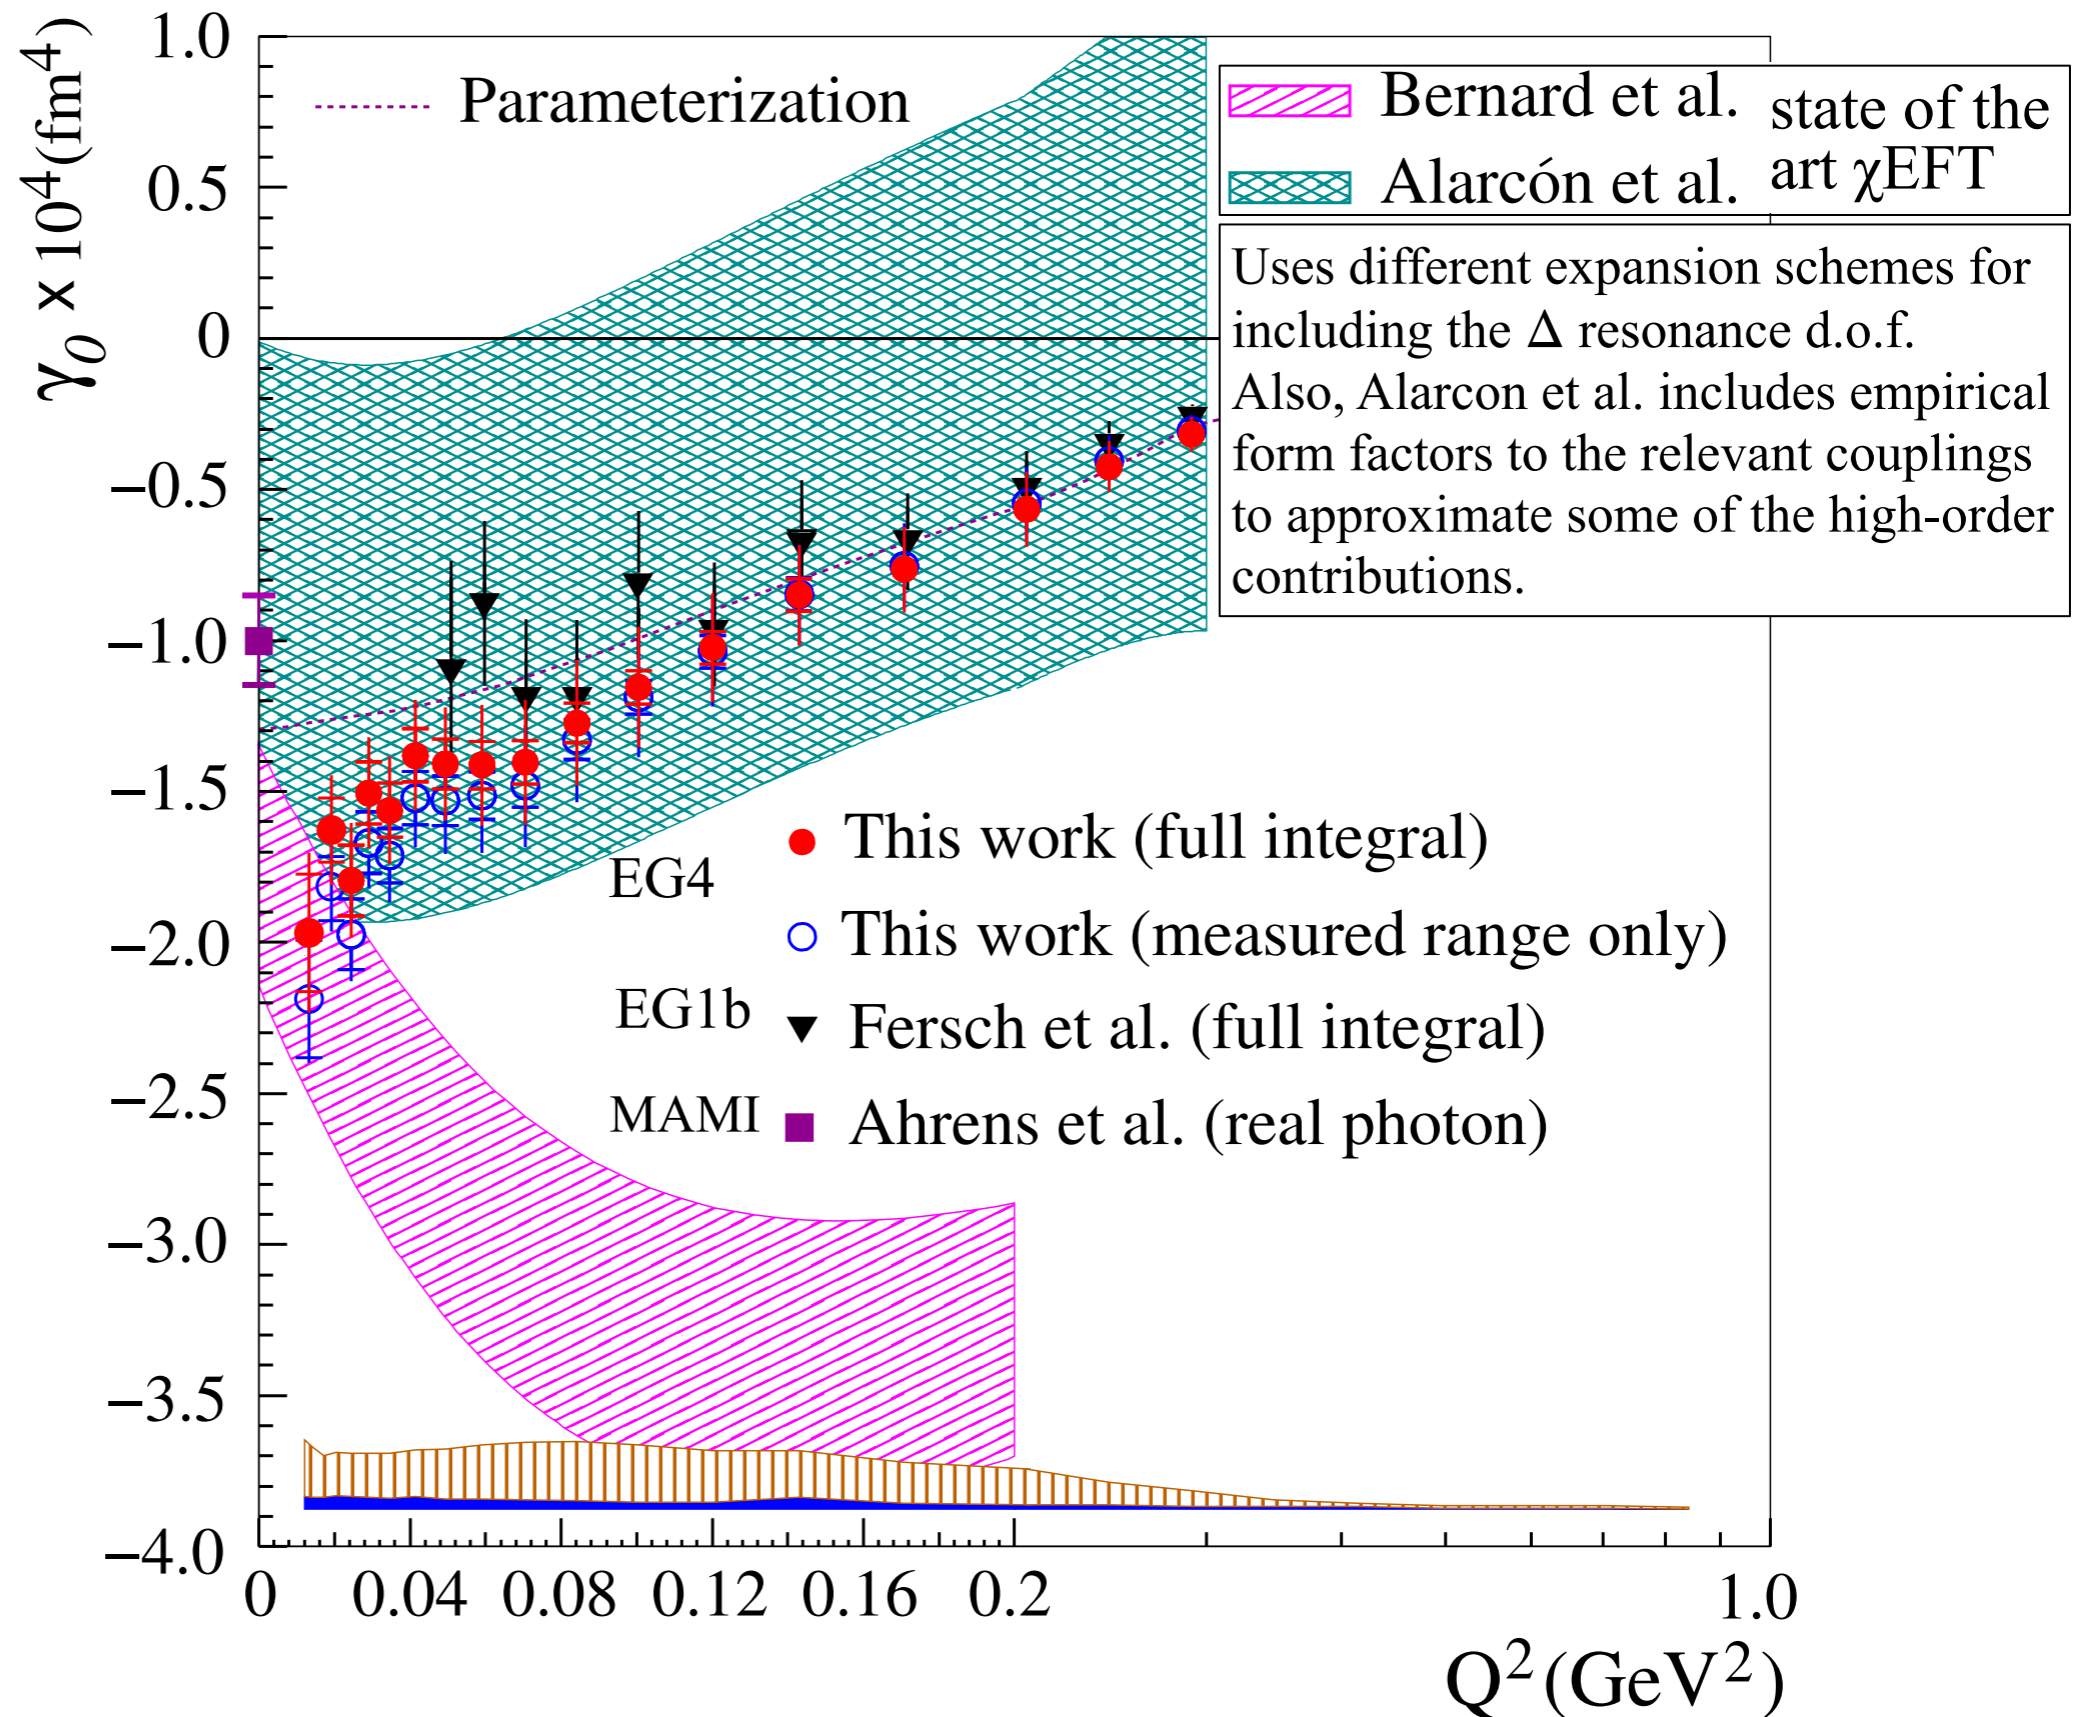 γ₀ x 10⁴(fm⁴)
1.0
0.5
0
−0.5
−1.0
−1.5
−2.0
−2.5
−3.0
−3.5
−4.0
Parameterization
Bernard et al.
Alarcón et al.
state of the
art χEFT
Uses different expansion schemes for
including the Δ resonance d.o.f.
Also, Alarcon et al. includes empirical
form factors to the relevant couplings
to approximate some of the high-order
contributions.
This work (full integral)
EG4
This work (measured range only)
EG1b
Fersch et al. (full integral)
MAMI
Ahrens et al. (real photon)
0 0.04 0.08 0.12 0.16 0.2 1.0
Q²(GeV²)